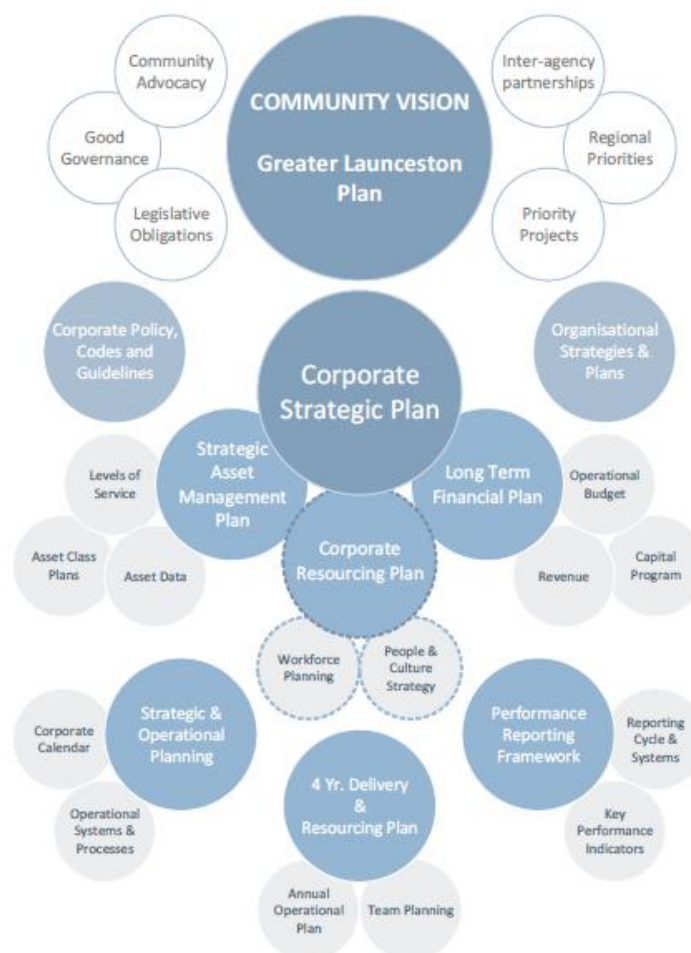 COMMUNITY VISION
Greater Launceston
Plan
Community
Advocacy
Good
Governance
Legislative
Obligations
Inter-agency
partnerships
Regional
Priorities
Priority
Projects
Corporate Policy,
Codes and
Guidelines
Corporate
Strategic Plan
Organisational
Strategies &
Plans
Strategic
Asset
Management
Plan
Long Term
Financial Plan
Levels of
Service
Asset Class
Plans
Asset Data
Corporate
Resourcing Plan
Operational
Budget
Revenue
Capital
Program
Workforce
Planning
People &
Culture
Strategy
Strategic &
Operational
Planning
Corporate
Calendar
Operational
Systems &
Processes
Performance
Reporting
Framework
Reporting
Cycle &
Systems
Key
Performance
Indicators
4 Yr. Delivery
&
Resourcing Plan
Annual
Operational
Plan
Team Planning